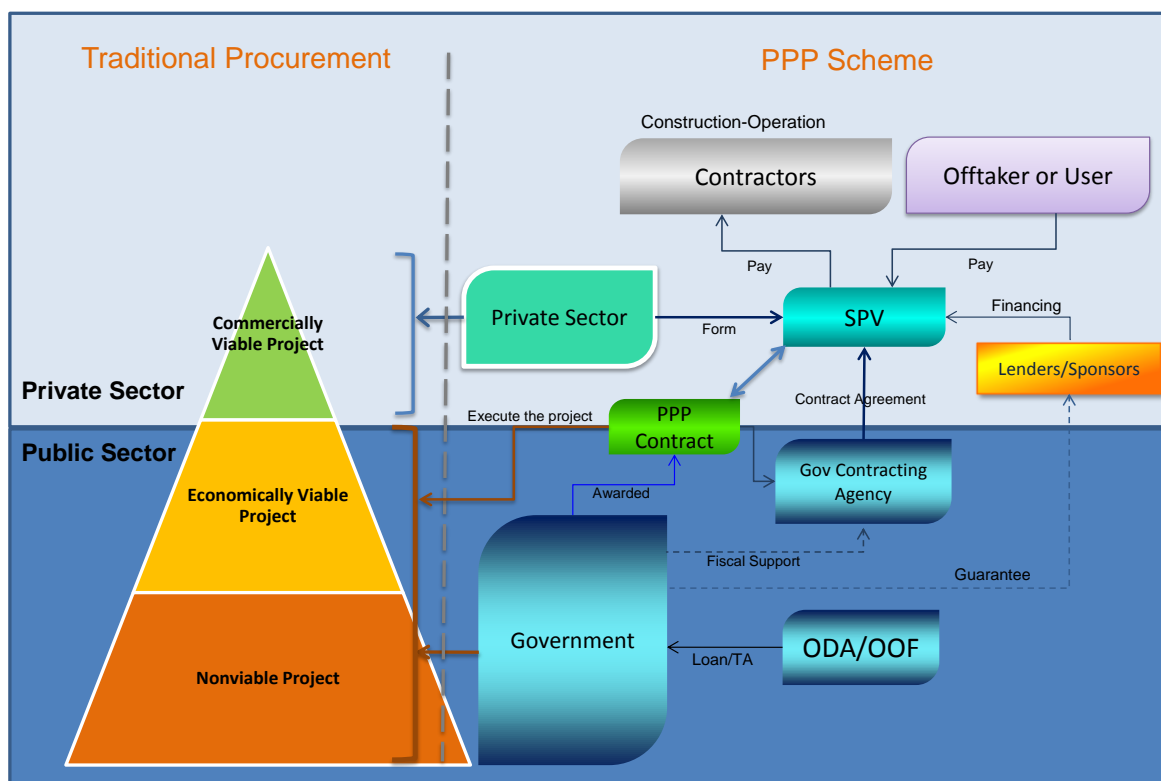 Traditional Procurement
PPP Scheme
Construction-Operation
Contractors
Offtaker or User
Pay
Pay
Commercially
Viable Project
Private Sector
Form
SPV
Financing
Lenders/Sponsors
Private Sector
Execute the project
PPP
Contract
Contract Agreement
Public Sector
Gov Contracting
Agency
Economically Viable
Project
Awarded
Fiscal Support
Guarantee
Government
Loan/TA
ODA/OOF
Nonviable Project